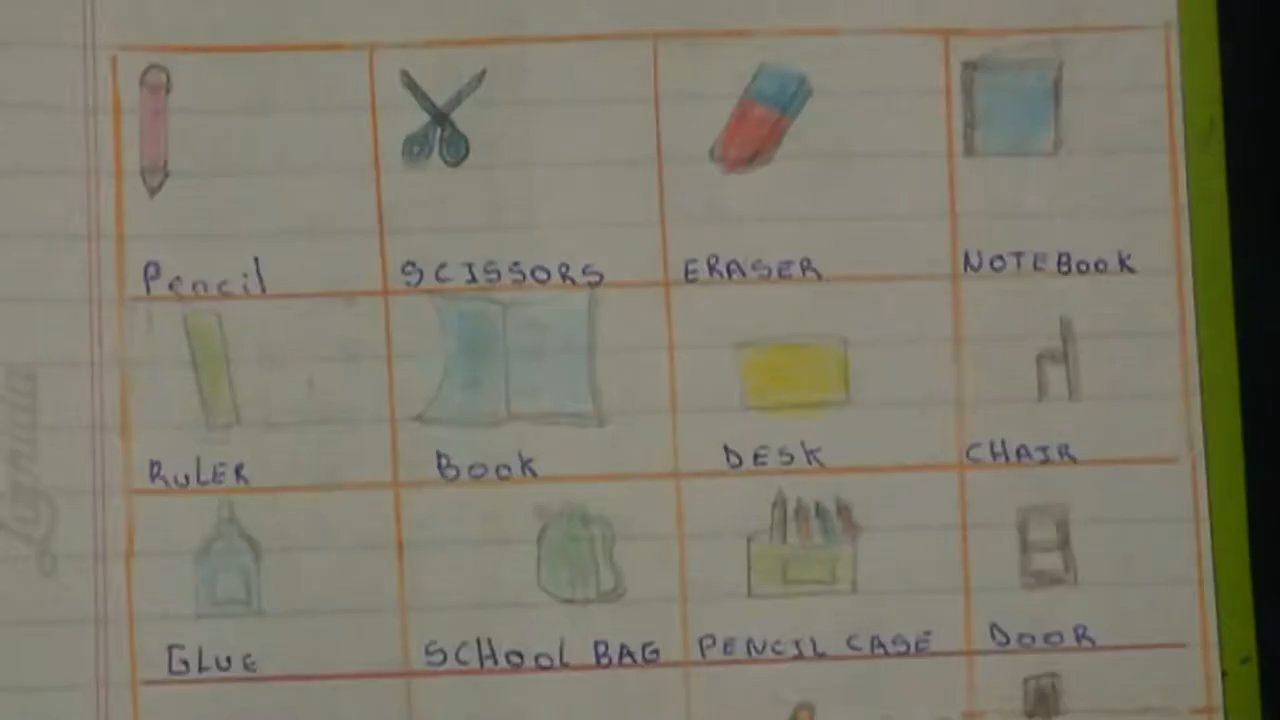 Pencil SCISSORS ERASER NOTEBOOK
RULER BOOK DESK CHAIR
GLUE SCHOOL BAG PENCIL CASE DOOR